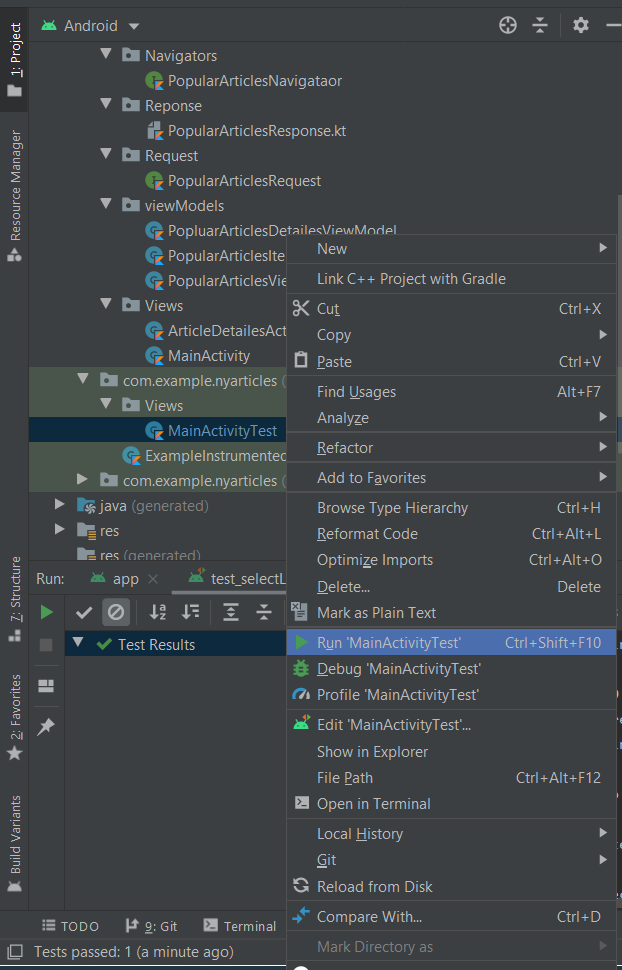 Android
1: Project
Resource Manager
7: Structure
2: Favorites
Build Variants
Navigators
PopularArticlesNavigataor
Reponse
PopularArticlesResponse.kt
Request
PopularArticlesRequest
viewModels
PopluarArticlesDetailesViewModel
PopularArticlesIte
PopularArticlesVie
Views
ArticleDetailesAct
MainActivity
com.example.nyarticles (
Views
MainActivityTest
ExampleInstrumented
com.example.nyarticles (
java (generated)
res
res (generated)
Run:
app
test_selectL
Test Results
New
Link C++ Project with Gradle
Cut Ctrl+X
Copy
Paste Ctrl+V
Find Usages Alt+F7
Analyze
Refactor
Add to Favorites
Browse Type Hierarchy Ctrl+H
Reformat Code Ctrl+Alt+L
Optimize Imports Ctrl+Alt+O
Delete... Delete
Mark as Plain Text
Run 'MainActivityTest' Ctrl+Shift+F10
Debug 'MainActivityTest'
Profile 'MainActivityTest'
Edit 'MainActivityTest'...
Show in Explorer
File Path Ctrl+Alt+F12
Open in Terminal
Local History
Git
Reload from Disk
Compare With... Ctrl+D
Mark Directory as
TODO
9: Git
Terminal
Tests passed: 1 (a minute ago)